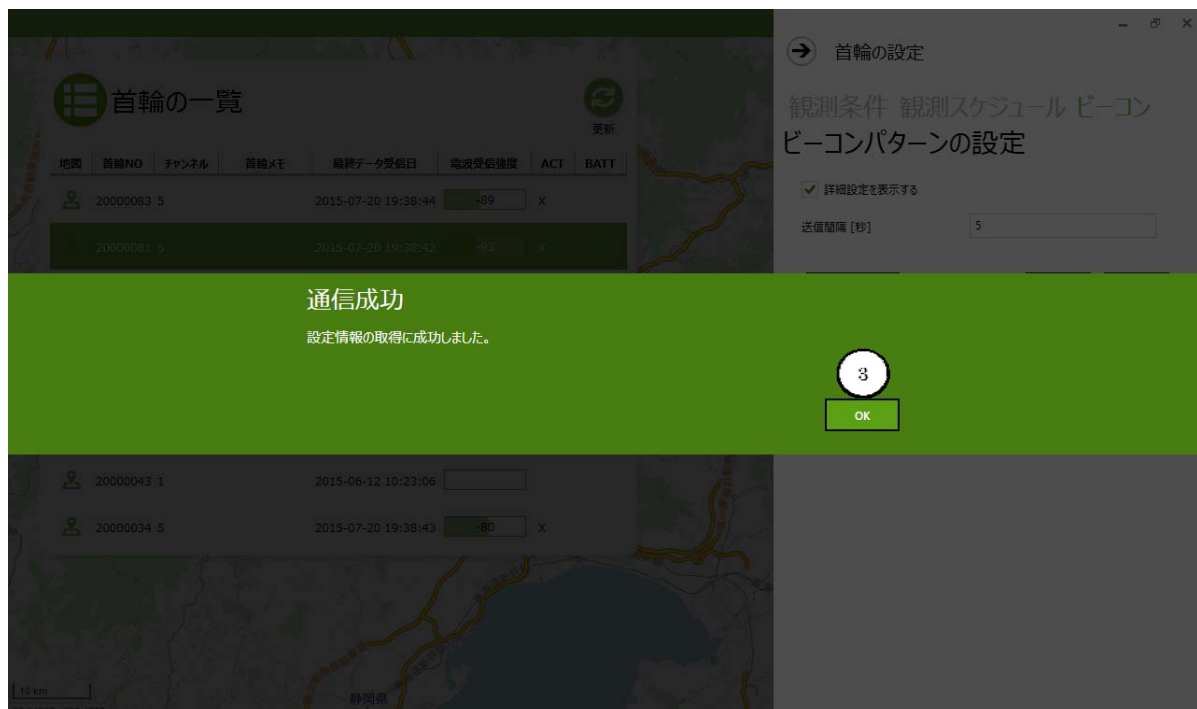 首輪の設定
観測条件 観測スケジュール ビーコン
ビーコンパターンの設定
詳細設定を表示する
送信間隔 [秒] 5
首輪の一覧
更新
地図 首輪NO チャンネル 首輪メモ 最終データ受信日 電波受信強度 ACT BATT
20000083 5 2015-07-20 19:38:44 -89 X
20000081 5 2015-07-20 19:38:42 -93 X
通信成功
設定情報の取得に成功しました。
3
OK
20000043 1 2015-06-12 10:23:06
20000034 5 2015-07-20 19:38:43 -80 X
10 km
静岡県